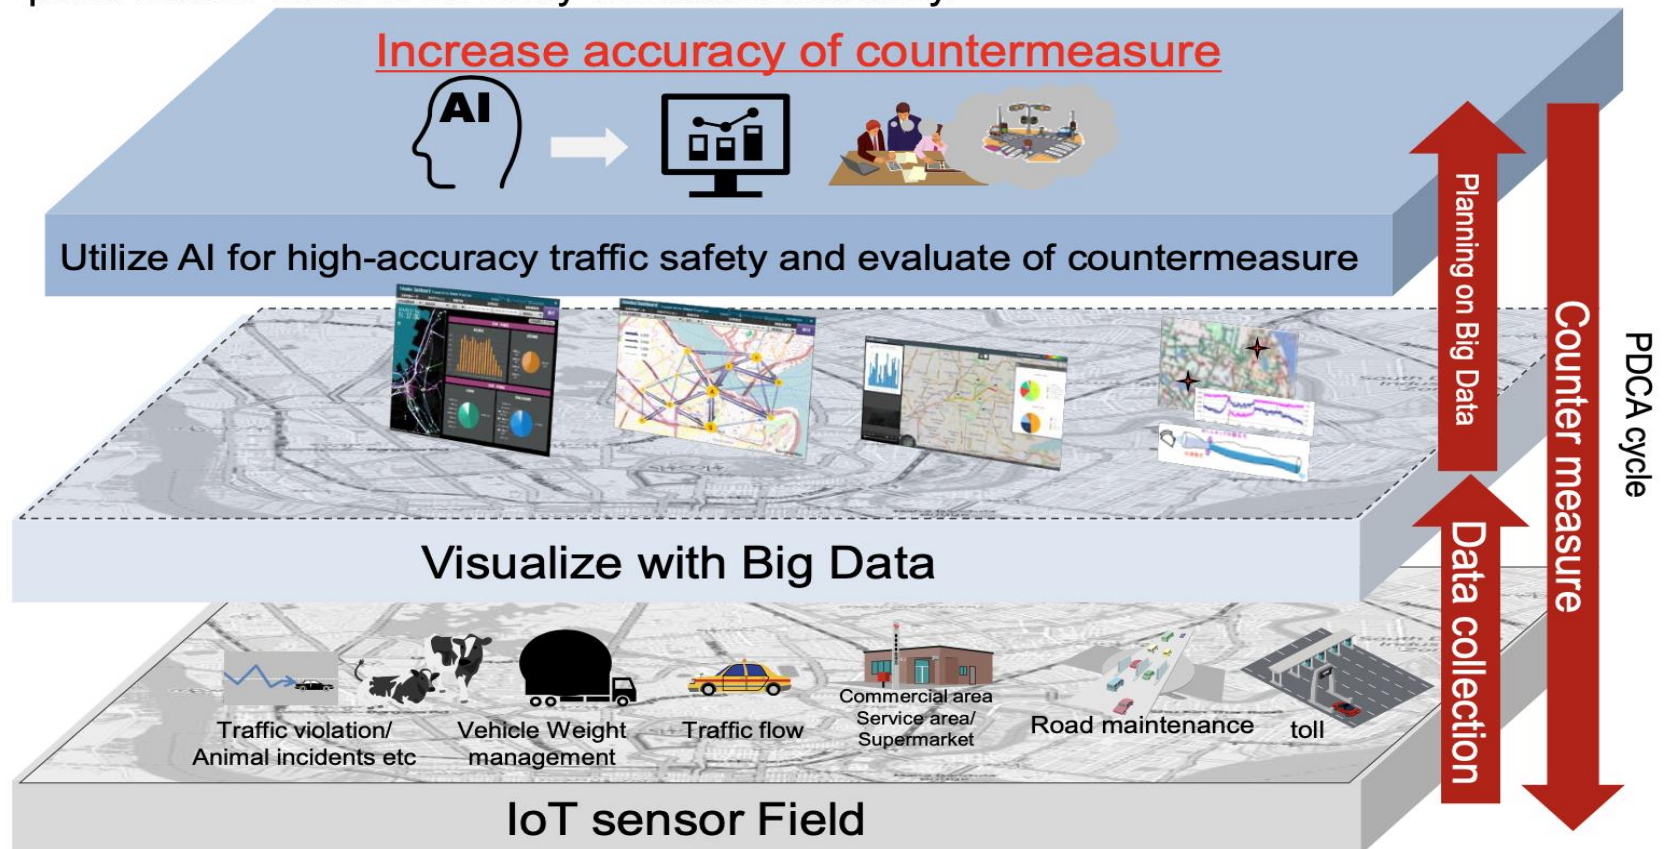 Increase accuracy of countermeasure
AI
Utilize AI for high-accuracy traffic safety and evaluate of countermeasure
Planning on Big Data
Counter measure
PDCA cycle
Visualize with Big Data
Data collection
Traffic violation/
Animal incidents etc
Vehicle Weight
management
Traffic flow
Commercial area
Service area/
Supermarket
Road maintenance
toll
IoT sensor Field